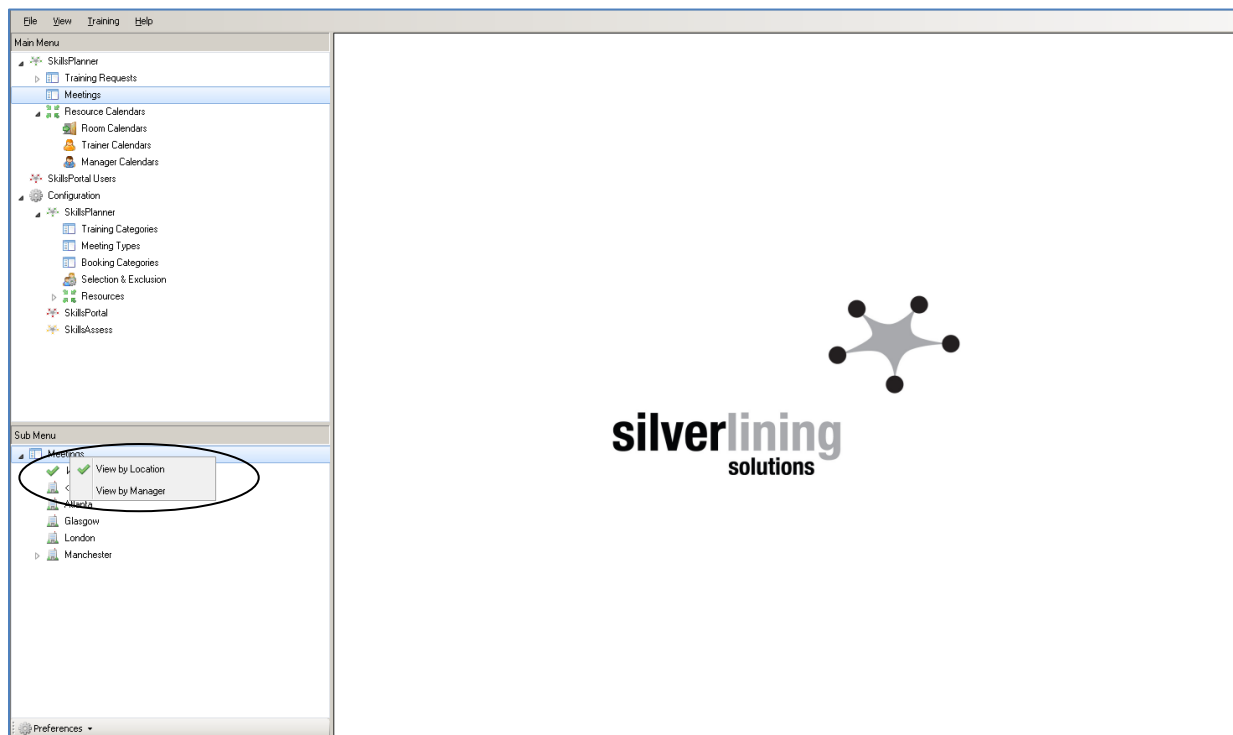 File View Training Help
Main Menu
SkillsPlanner
Training Requests
Meetings
Resource Calendars
Room Calendars
Trainer Calendars
Manager Calendars
SkillsPortal Users
Configuration
SkillsPlanner
Training Categories
Meeting Types
Booking Categories
Selection & Exclusion
Resources
SkillsPortal
SkillsAssess
silverlining
solutions
Sub Menu
Meetings
View by Location
View by Manager
Atlanta
Glasgow
London
Manchester
Preferences